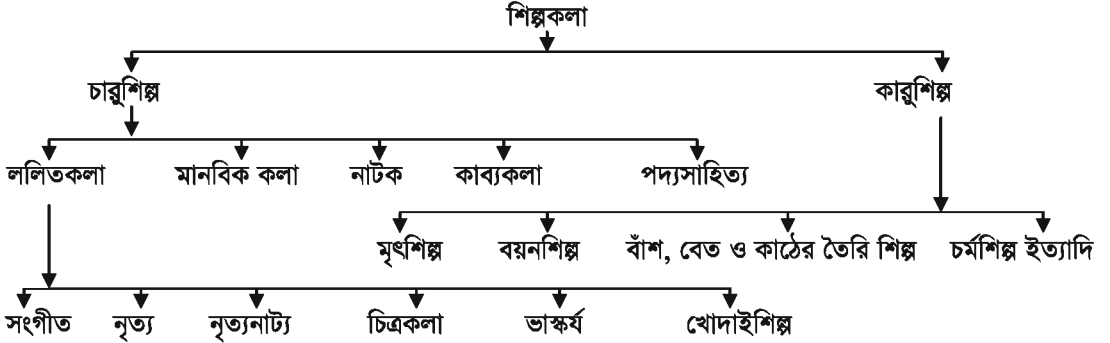 শিল্পকলা
চারুশিল্প কারুশিল্প
ললিতকলা মানবিক কলা নাটক কাব্যকলা পদ্যসাহিত্য
মৃৎশিল্প বয়নশিল্প বাঁশ, বেত ও কাঠের তৈরি শিল্প চর্মশিল্প ইত্যাদি
সংগীত নৃত্য নৃত্যনাট্য চিত্রকলা ভাস্কর্য খোদাইশিল্প